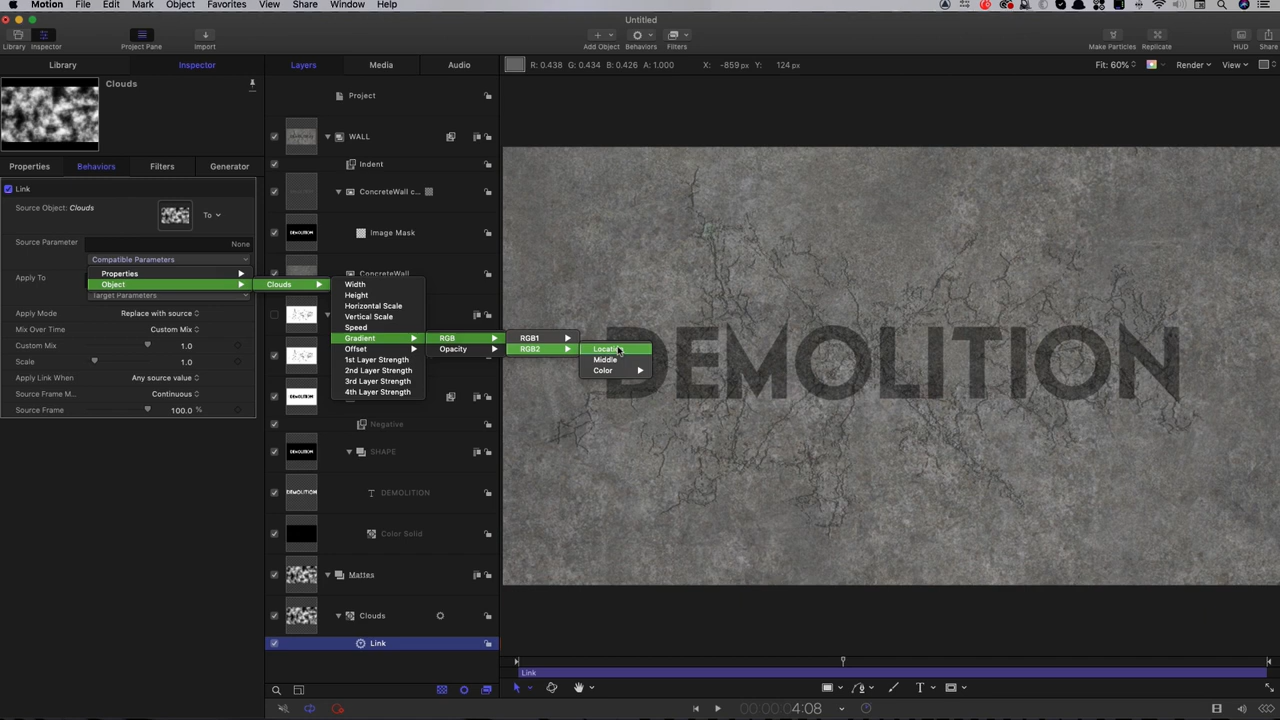 Motion File Edit Mark Object Favorites View Share Window Help
Untitled
Library Inspector Project Pane Import Add Object Behaviors Filters Make Particles Replicate HUD Share
Library Inspector Layers Media Audio R: 0.438 G: 0.434 B: 0.426 A: 1.000 X: -859 px Y: 124 px Fit: 60% Render View
Clouds
Project
WALL
Properties Behaviors Filters Generator
Indent
Link
ConcreteWall c...
Source Object: Clouds To
Image Mask
Source Parameter None
Compatible Parameters
Properties
ConcreteWall
Apply To
Object Clouds Width
Target Parameters
Height
Horizontal Scale
Apply Mode Replace with source
Vertical Scale
Mix Over Time Custom Mix
Speed
Custom Mix 1.0
Gradient RGB RGB1
Offset Opacity RGB2 Location
Scale 1.0
1st Layer Strength Middle
2nd Layer Strength Color
Apply Link When Any source value
3rd Layer Strength
Source Frame M... Continuous
4th Layer Strength
Source Frame 100.0 %
DEMOLITION
Negative
SHAPE
DEMOLITION
Color Solid
Mattes
Clouds
Link
Link
T
4:08